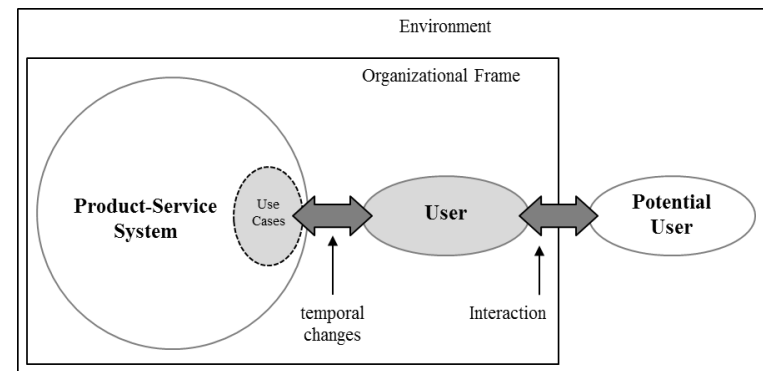 Environment
Organizational Frame
Product-Service
System
Use
Cases
User
Potential
User
temporal
changes
Interaction